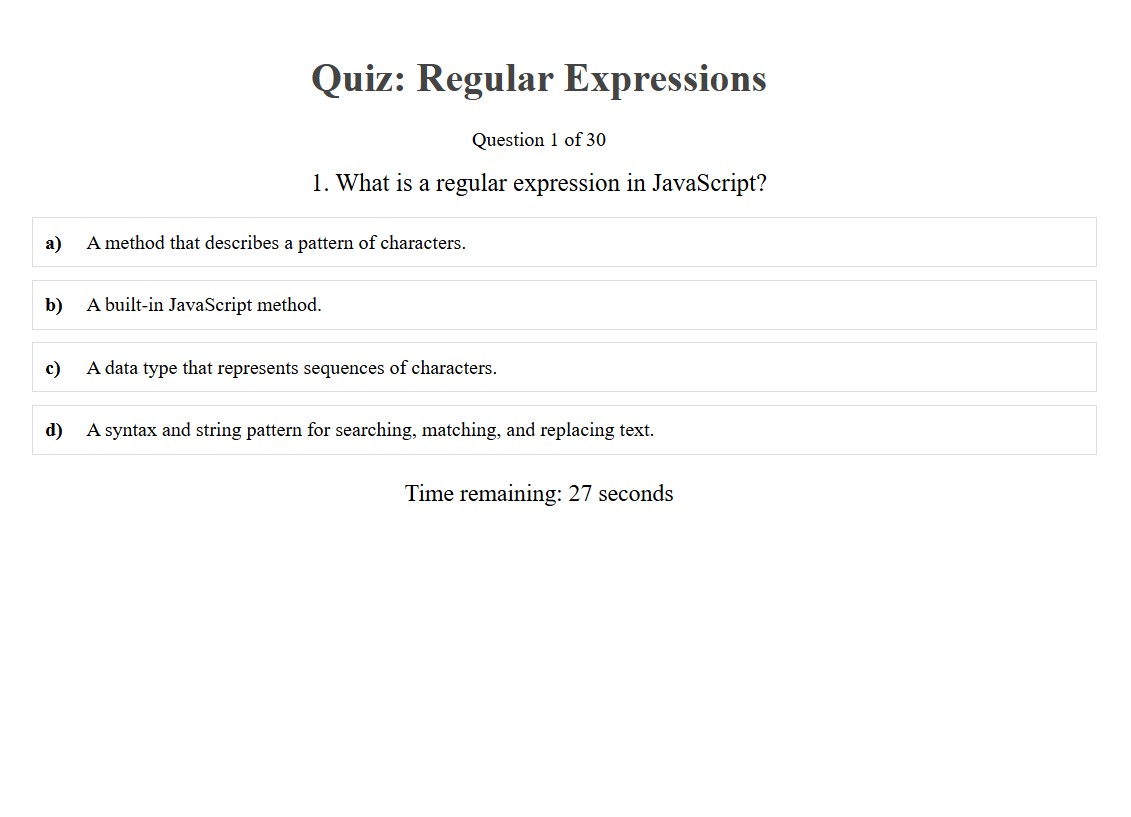 Quiz: Regular Expressions
Question 1 of 30
1. What is a regular expression in JavaScript?
a) A method that describes a pattern of characters.
b) A built-in JavaScript method.
c) A data type that represents sequences of characters.
d) A syntax and string pattern for searching, matching, and replacing text.
Time remaining: 27 seconds